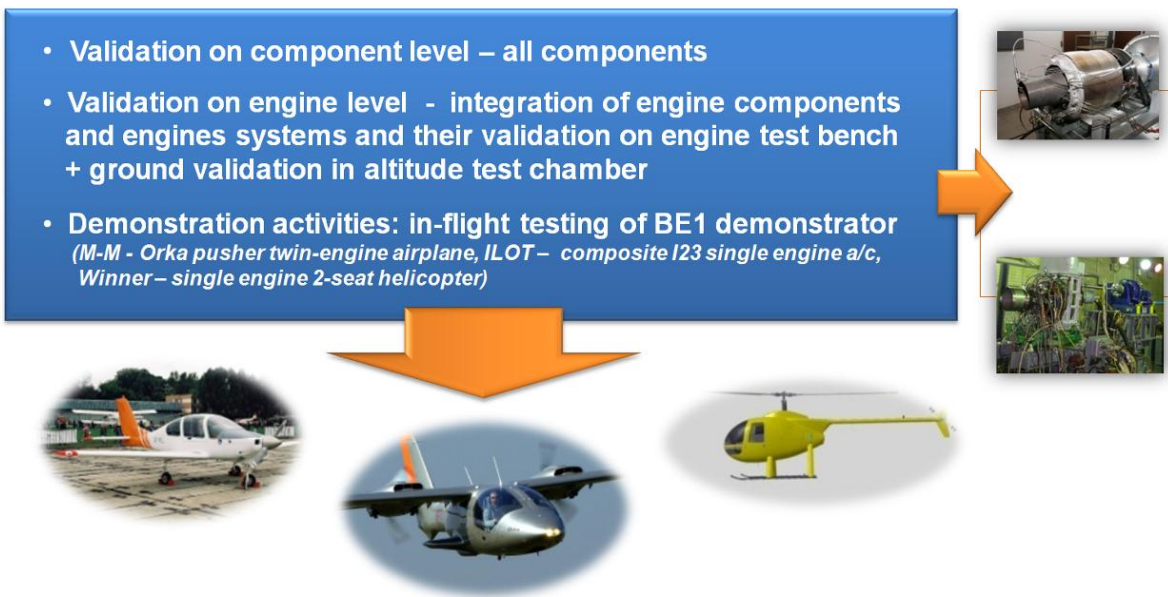 • Validation on component level – all components
• Validation on engine level - integration of engine components
and engines systems and their validation on engine test bench
+ ground validation in altitude test chamber
• Demonstration activities: in-flight testing of BE1 demonstrator
(M-M - Orka pusher twin-engine airplane, ILOT – composite I23 single engine a/c,
Winner – single engine 2-seat helicopter)